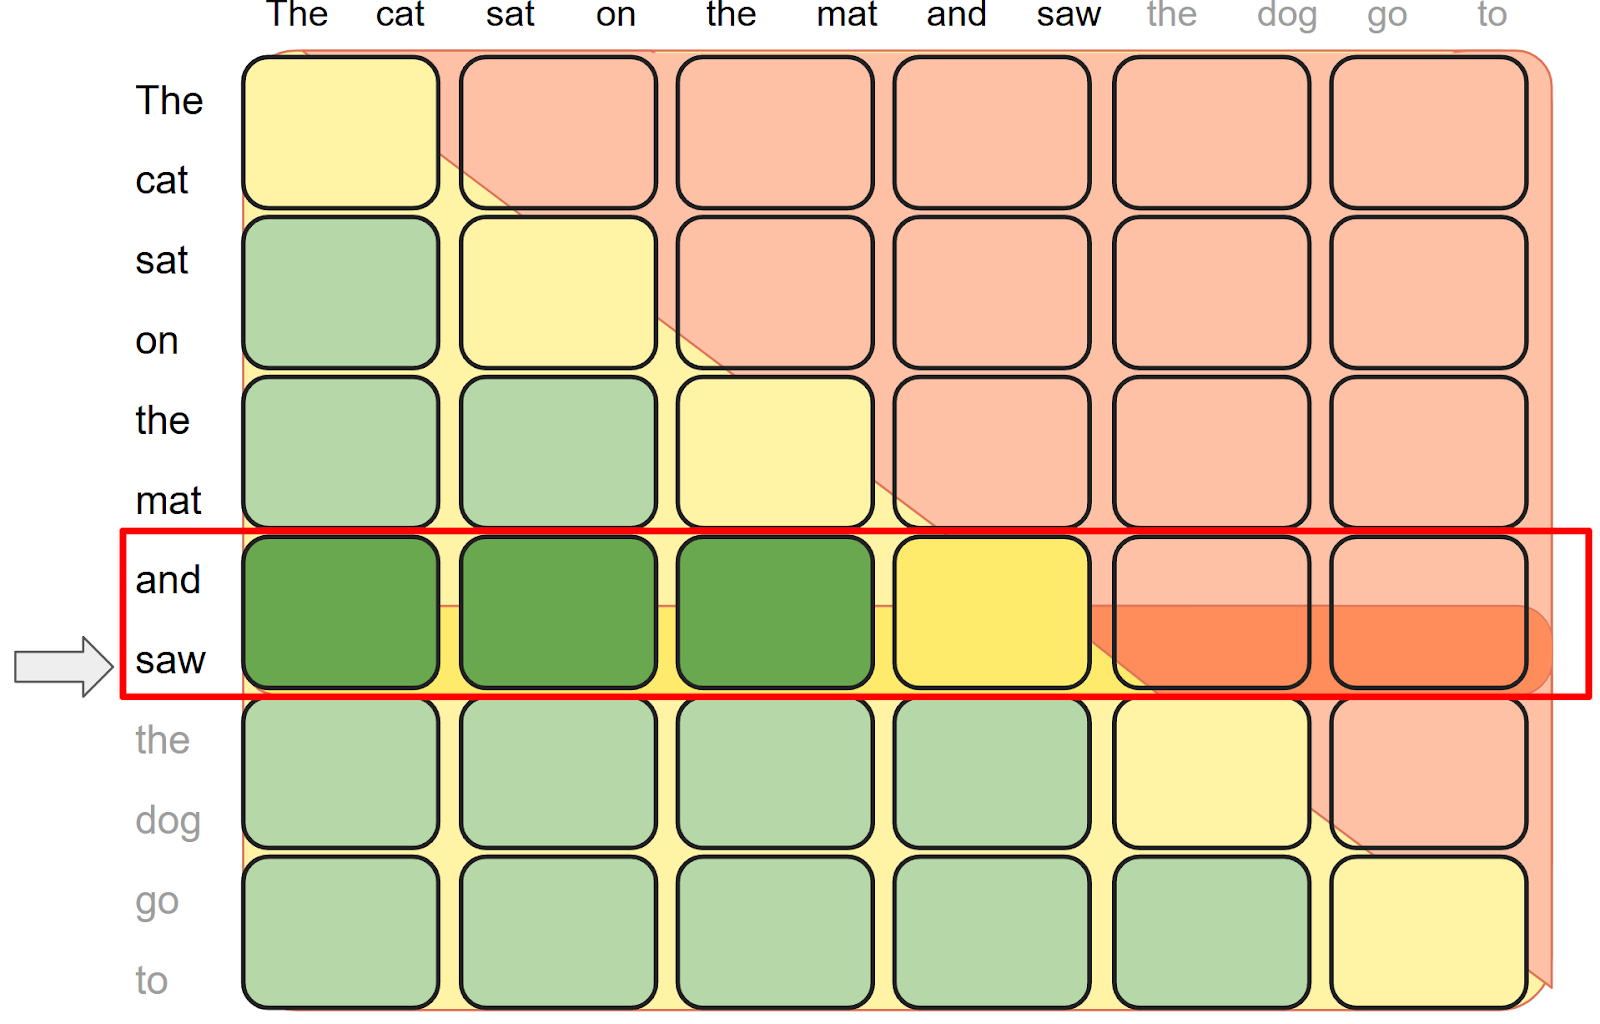 The cat sat on the mat and saw the dog go to
The
cat
sat
on
the
mat
and
saw
the
dog
go
to